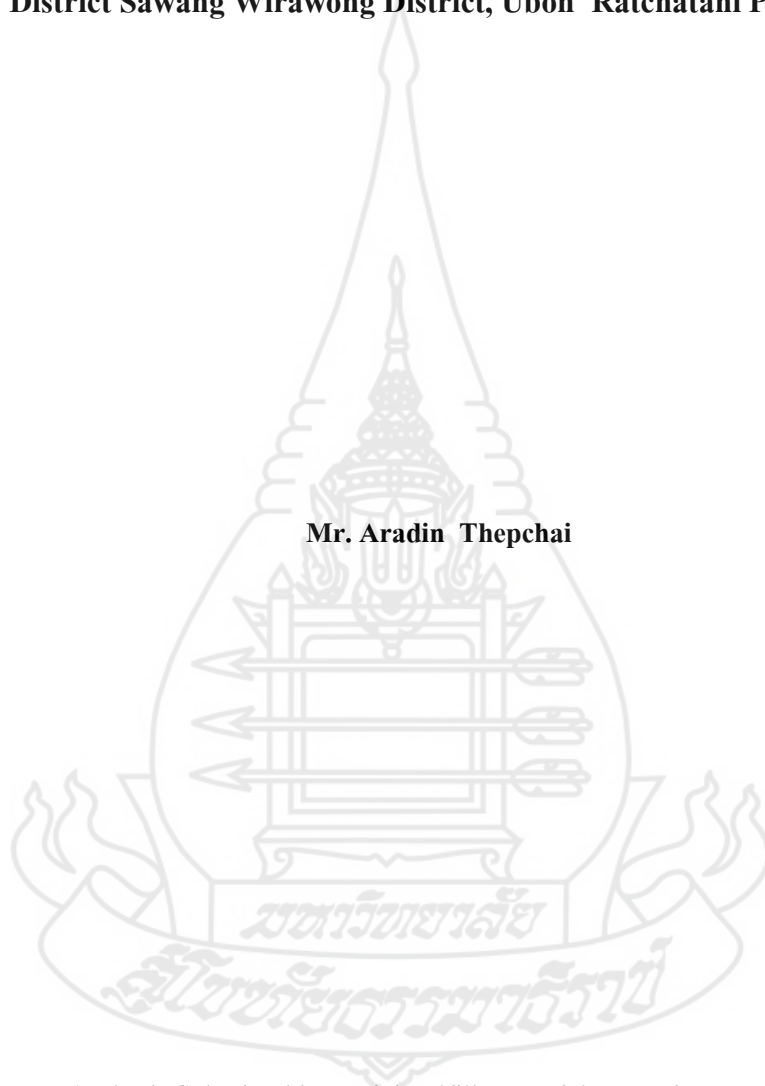 District Sawang Wirawong District, Ubon Ratchatani P
Mr. Aradin Thepchai
มหาวิทยาลัย
สุโขทัยธรรมาธิราช